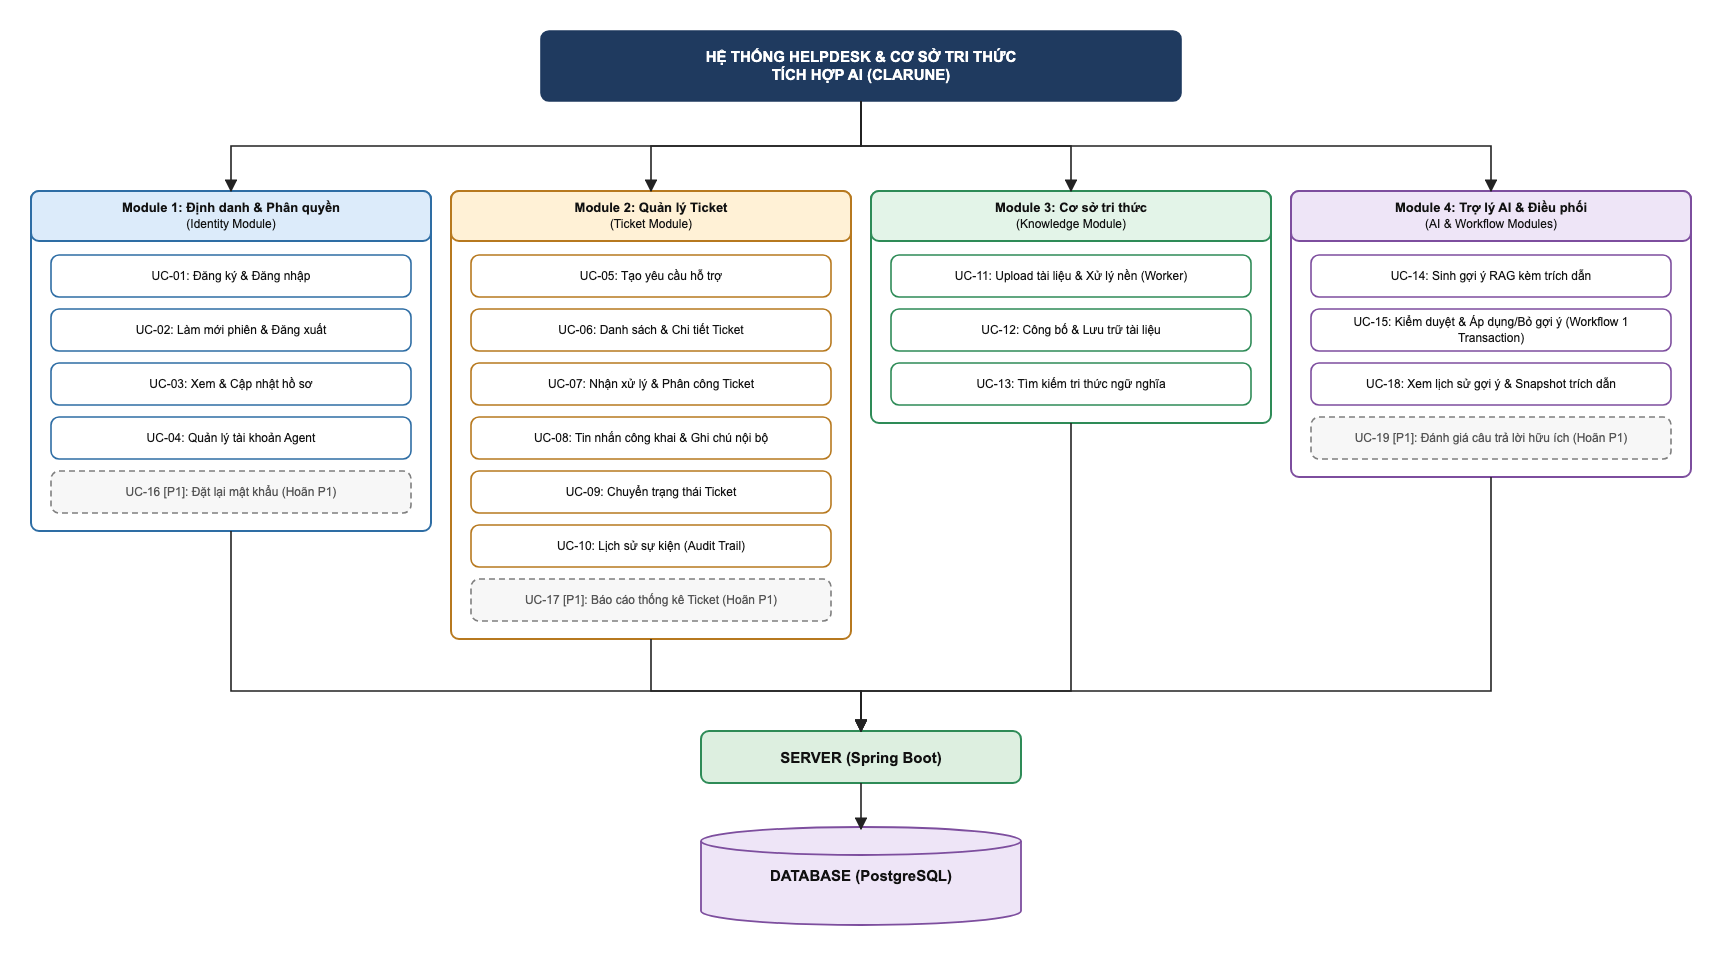 HỆ THỐNG HELPDESK & CƠ SỞ TRI THỨC
TÍCH HỢP AI (CLARUNE)
Module 1: Định danh & Phân quyền
(Identity Module)
UC-01: Đăng ký & Đăng nhập
UC-02: Làm mới phiên & Đăng xuất
UC-03: Xem & Cập nhật hồ sơ
UC-04: Quản lý tài khoản Agent
UC-16 [P1]: Đặt lại mật khẩu (Hoãn P1)
Module 2: Quản lý Ticket
(Ticket Module)
UC-05: Tạo yêu cầu hỗ trợ
UC-06: Danh sách & Chi tiết Ticket
UC-07: Nhận xử lý & Phân công Ticket
UC-08: Tin nhắn công khai & Ghi chú nội bộ
UC-09: Chuyển trạng thái Ticket
UC-10: Lịch sử sự kiện (Audit Trail)
UC-17 [P1]: Báo cáo thống kê Ticket (Hoãn P1)
Module 3: Cơ sở tri thức
(Knowledge Module)
UC-11: Upload tài liệu & Xử lý nền (Worker)
UC-12: Công bố & Lưu trữ tài liệu
UC-13: Tìm kiếm tri thức ngữ nghĩa
Module 4: Trợ lý AI & Điều phối
(AI & Workflow Modules)
UC-14: Sinh gợi ý RAG kèm trích dẫn
UC-15: Kiểm duyệt & Áp dụng/Bỏ gợi ý (Workflow 1
Transaction)
UC-18: Xem lịch sử gợi ý & Snapshot trích dẫn
UC-19 [P1]: Đánh giá câu trả lời hữu ích (Hoãn P1)
SERVER (Spring Boot)
DATABASE (PostgreSQL)